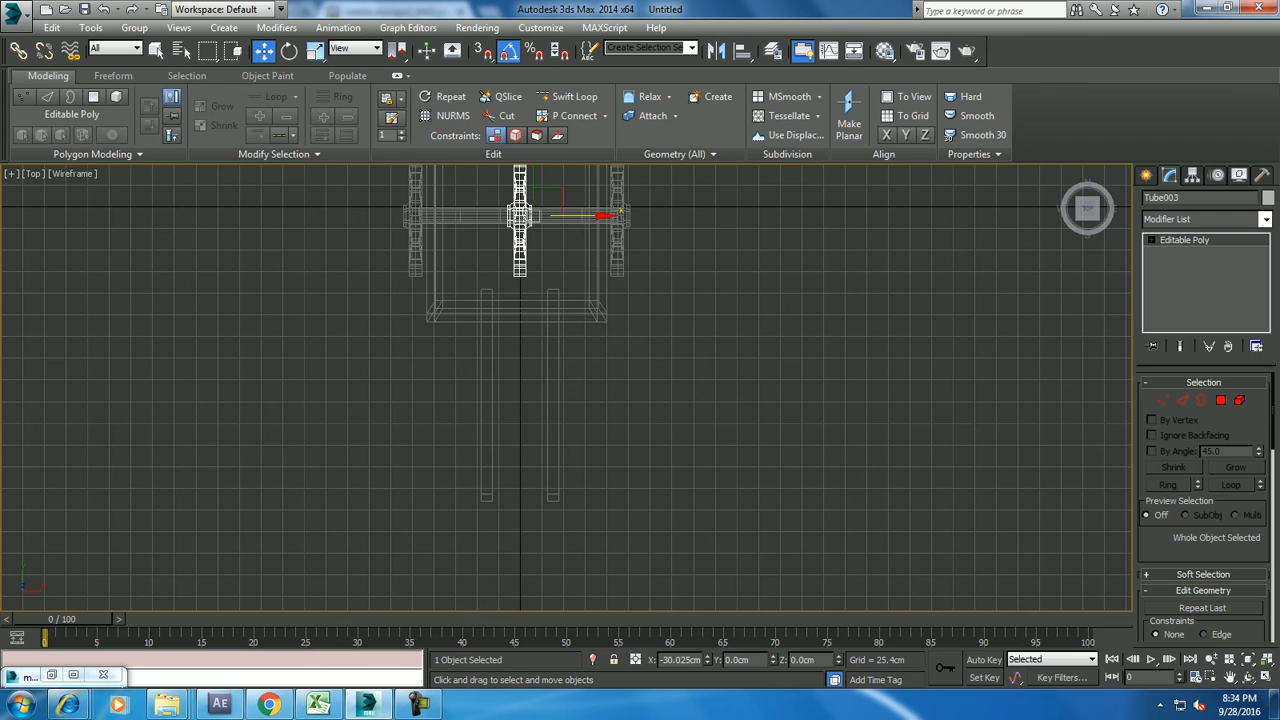 Workspace: Default
Autodesk 3ds Max 2014 x64 Untitled
Type a keyword or phrase
Edit Tools Group Views Create Modifiers Animation Graph Editors Rendering Customize MAXScript Help
All View 3 Create Selection Se
Modeling Freeform Selection Object Paint Populate
Loop Ring Repeat QSlice Swift Loop Relax Create MSmooth To View Hard
Grow
Editable Poly NURMS Cut P Connect Attach Tessellate To Grid Smooth
Shrink Make Planar
1 Constraints: Use Displac... X Y Z Smooth 30
Polygon Modeling Modify Selection Edit Geometry (All) Subdivision Align Properties
[+] [Top] [Wireframe]
TOP
Tube003
Modifier List
Editable Poly
Selection
By Vertex
Ignore Backfacing
By Angle: 45.0
Shrink Grow
Ring Loop
Preview Selection
Off SubObj Multi
Whole Object Selected
Soft Selection
Edit Geometry
Repeat Last
Constraints
None Edge
0 / 100
0 5 10 15 20 25 30 35 40 45 50 55 60 65 70 75 80 85 90 95 100
1 Object Selected X: -30.025cm Y: 0.0cm Z: 0.0cm Grid = 25.4cm Auto Key Selected
Click and drag to select and move objects Add Time Tag Set Key Key Filters... 0
m...
AE
8:34 PM
9/28/2016